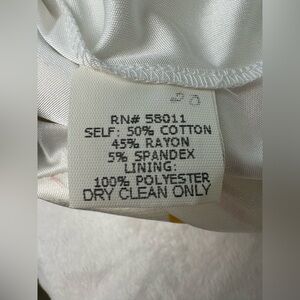 RN# 58011
SELF: 50% COTTON
45% RAYON
5% SPANDEX
LINING:
100% POLYESTER
DRY CLEAN ONLY